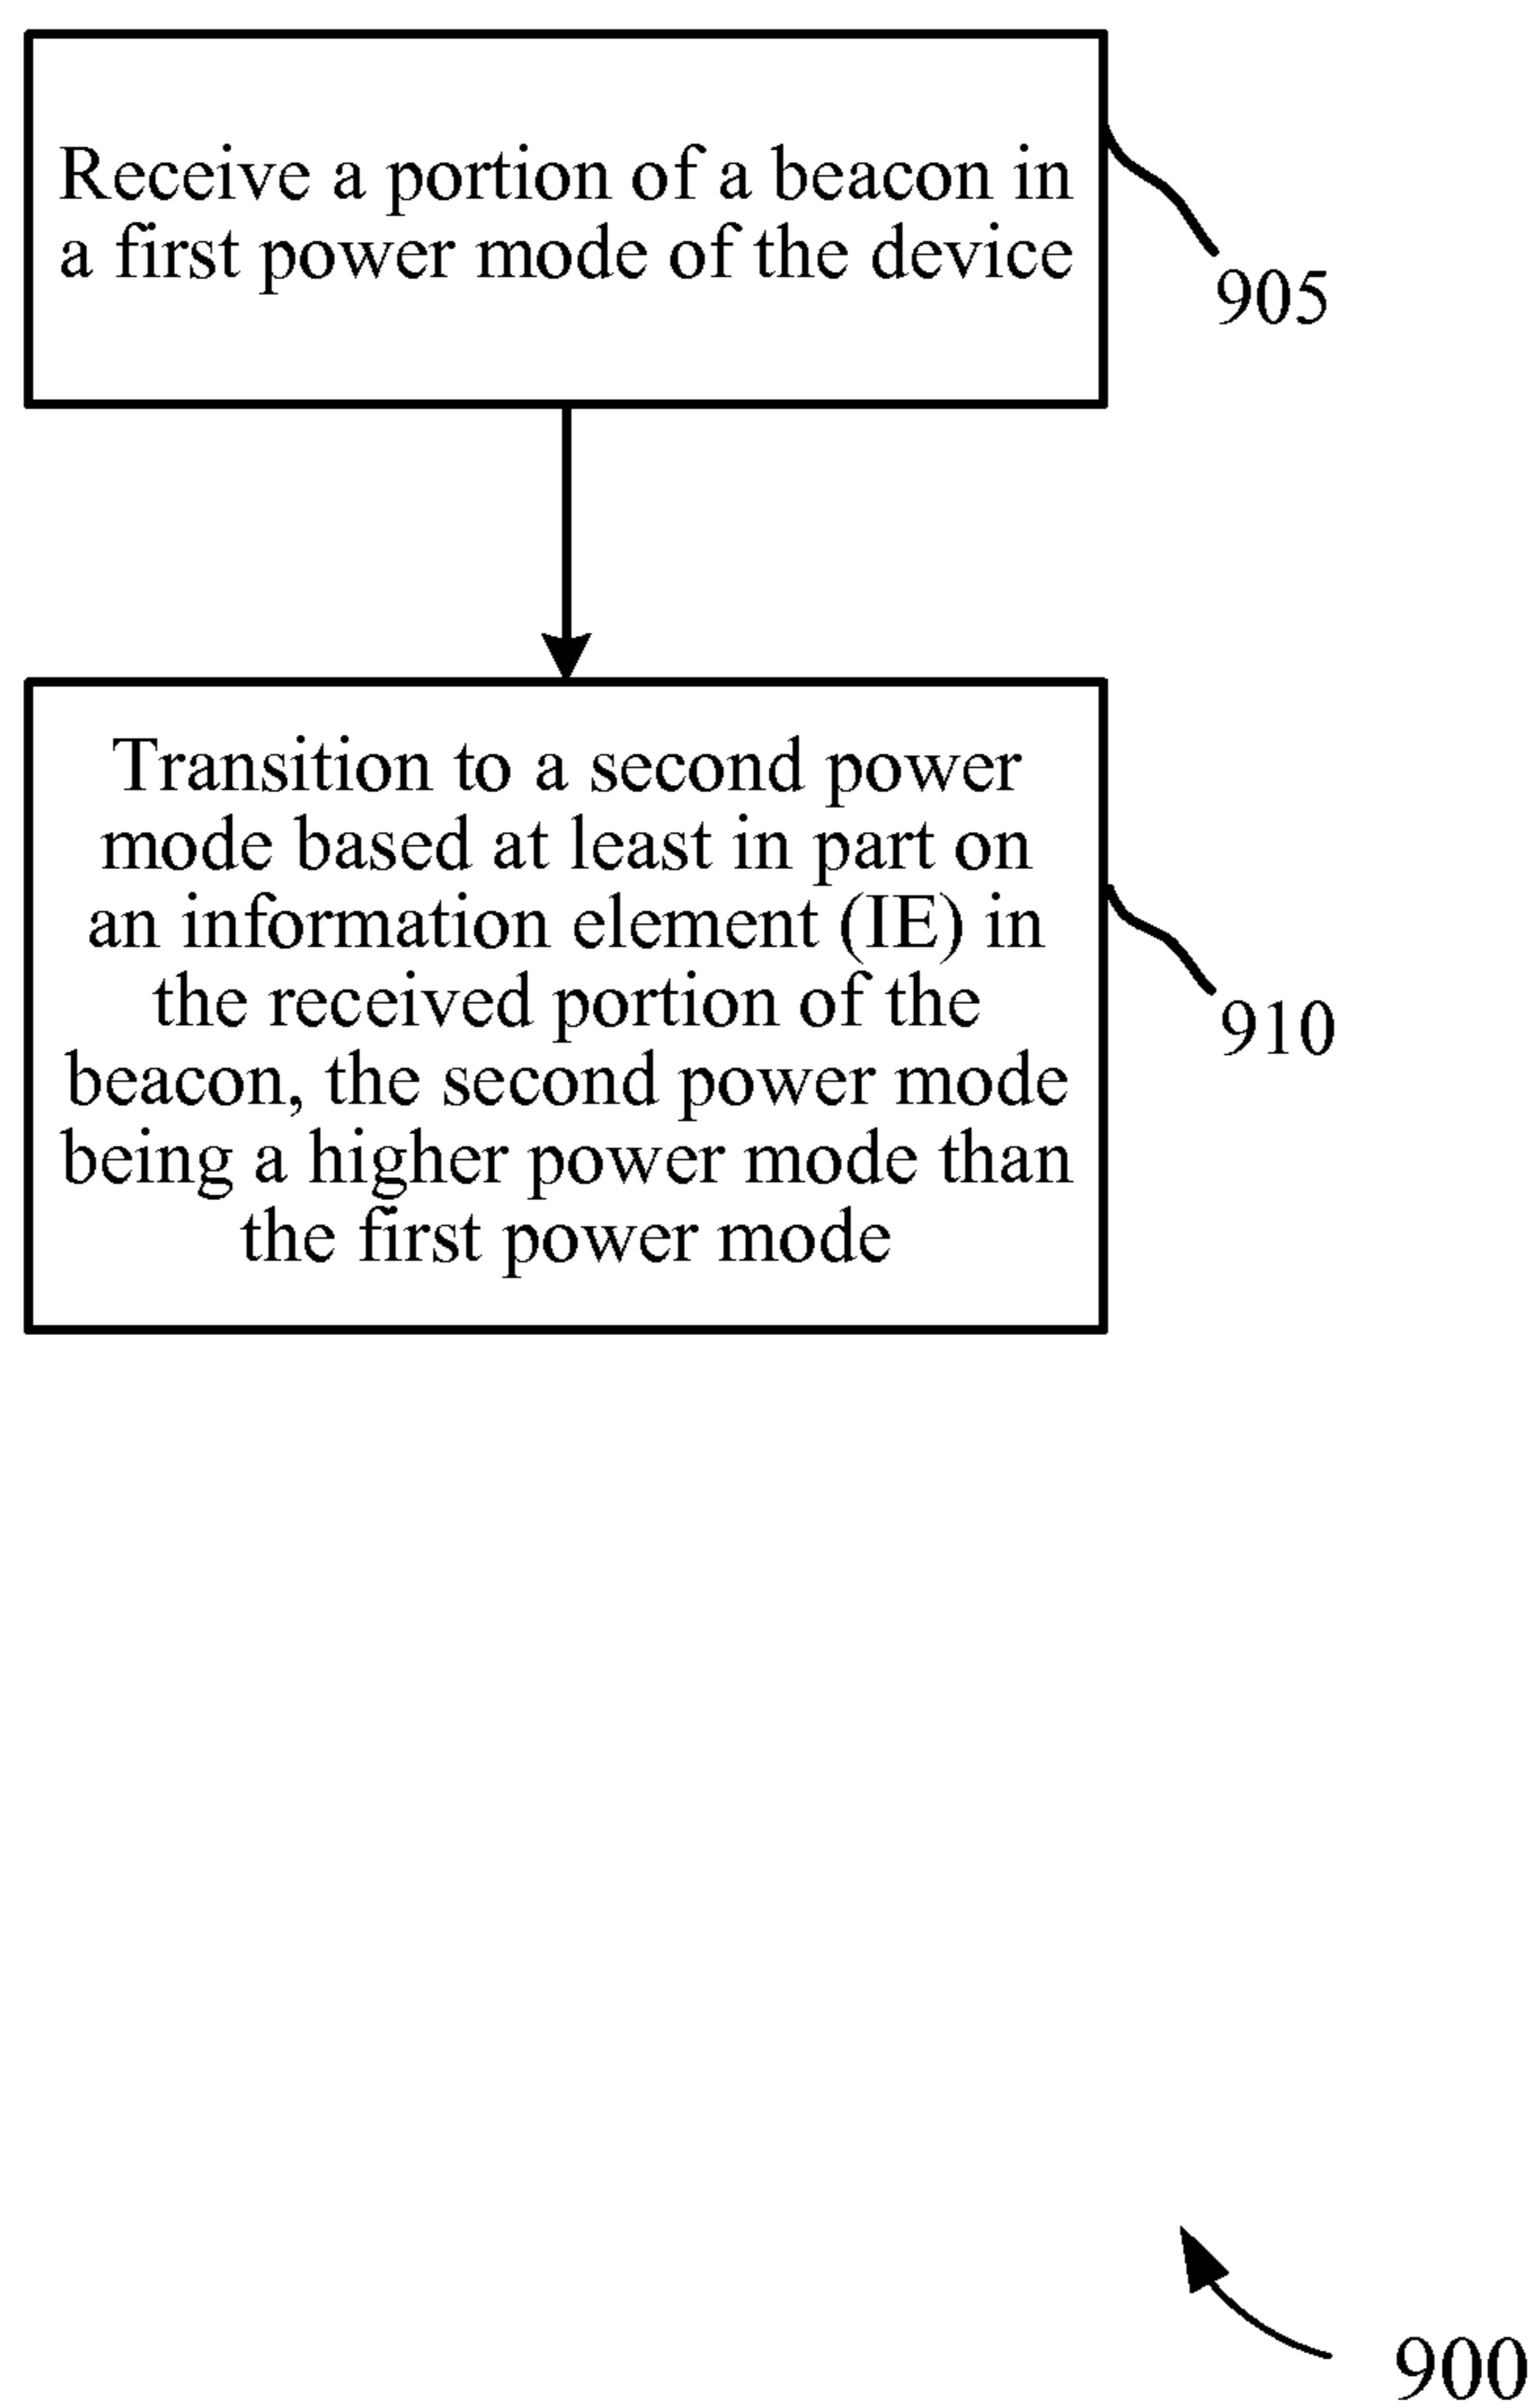 Receive a portion of a beacon in
a first power mode of the device
905
Transition to a second power
mode based at least in part on
an information element (IE) in
the received portion of the
beacon, the second power mode
being a higher power mode than
the first power mode
910
900